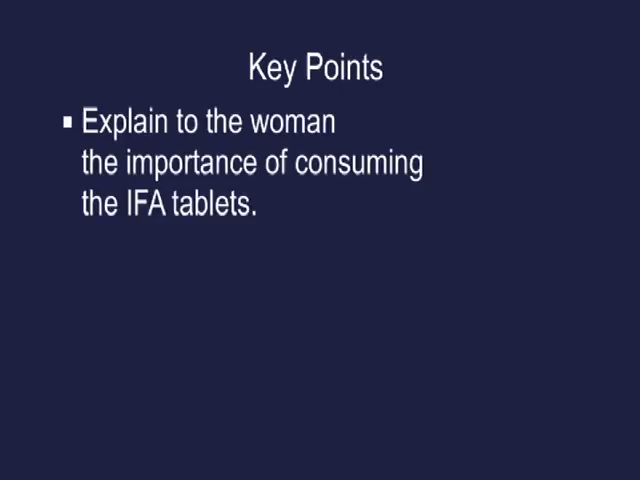 Key Points
▪ Explain to the woman
the importance of consuming
the IFA tablets.